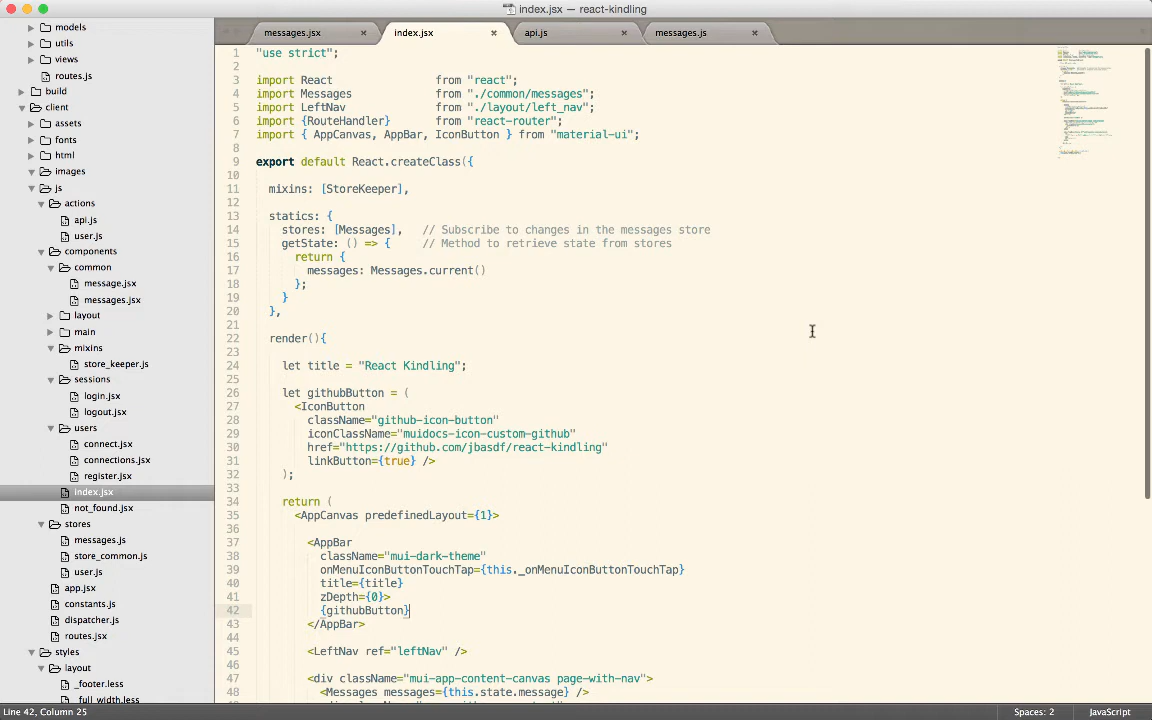 index.jsx — react-kindling
models
utils
views
routes.js
build
client
assets
fonts
html
images
js
actions
api.js
user.js
components
common
message.jsx
messages.jsx
layout
main
mixins
store_keeper.js
sessions
login.jsx
logout.jsx
users
connect.jsx
connections.jsx
register.jsx
index.jsx
not_found.jsx
stores
messages.js
store_common.js
user.js
app.jsx
constants.js
dispatcher.js
routes.jsx
styles
layout
_footer.less
_full_width.less
messages.jsx
index.jsx
api.js
messages.js
1 "use strict";
2
3 import React from "react";
4 import Messages from "./common/messages";
5 import LeftNav from "./layout/left_nav";
6 import {RouteHandler} from "react-router";
7 import { AppCanvas, AppBar, IconButton } from "material-ui";
8
9 export default React.createClass({
10
11 mixins: [StoreKeeper],
12
13 statics: {
14 stores: [Messages], // Subscribe to changes in the messages store
15 getState: () => { // Method to retrieve state from stores
16 return {
17 messages: Messages.current()
18 };
19 }
20 },
21
22 render(){
23
24 let title = "React Kindling";
25
26 let githubButton = (
27 <IconButton
28 className="github-icon-button"
29 iconClassName="muidocs-icon-custom-github"
30 href="https://github.com/jbasdf/react-kindling"
31 linkButton={true} />
32 );
33
34 return (
35 <AppCanvas predefinedLayout={1}>
36
37 <AppBar
38 className="mui-dark-theme"
39 onMenuIconButtonTouchTap={this._onMenuIconButtonTouchTap}
40 title={title}
41 zDepth={0}>
42 {githubButton}
43 </AppBar>
44
45 <LeftNav ref="leftNav" />
46
47 <div className="mui-app-content-canvas page-with-nav">
48 <Messages messages={this.state.message} />
Line 42, Column 25
Spaces: 2
JavaScript